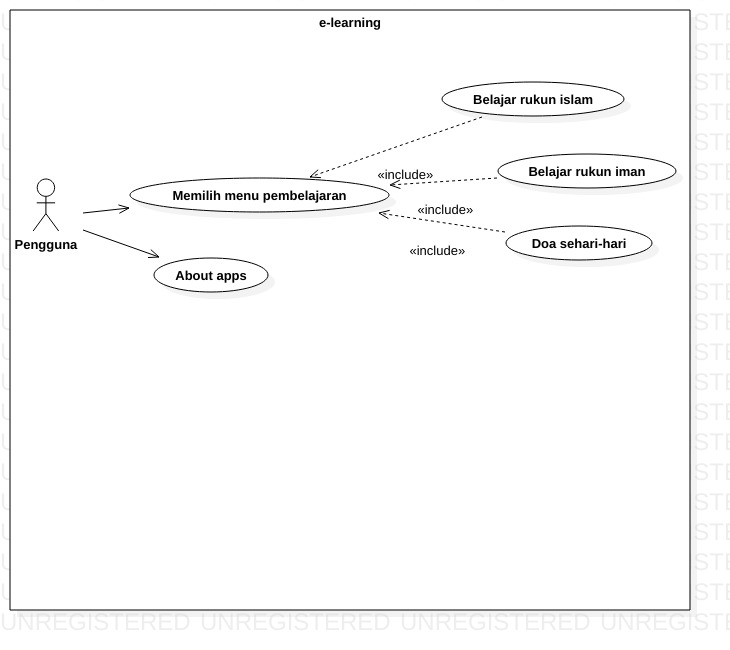 e-learning
Belajar rukun islam
«include»
Belajar rukun iman
Memilih menu pembelajaran
«include»
Pengguna
Doa sehari-hari
«include»
About apps
UNREGISTERED UNREGISTERED UNREGISTERED